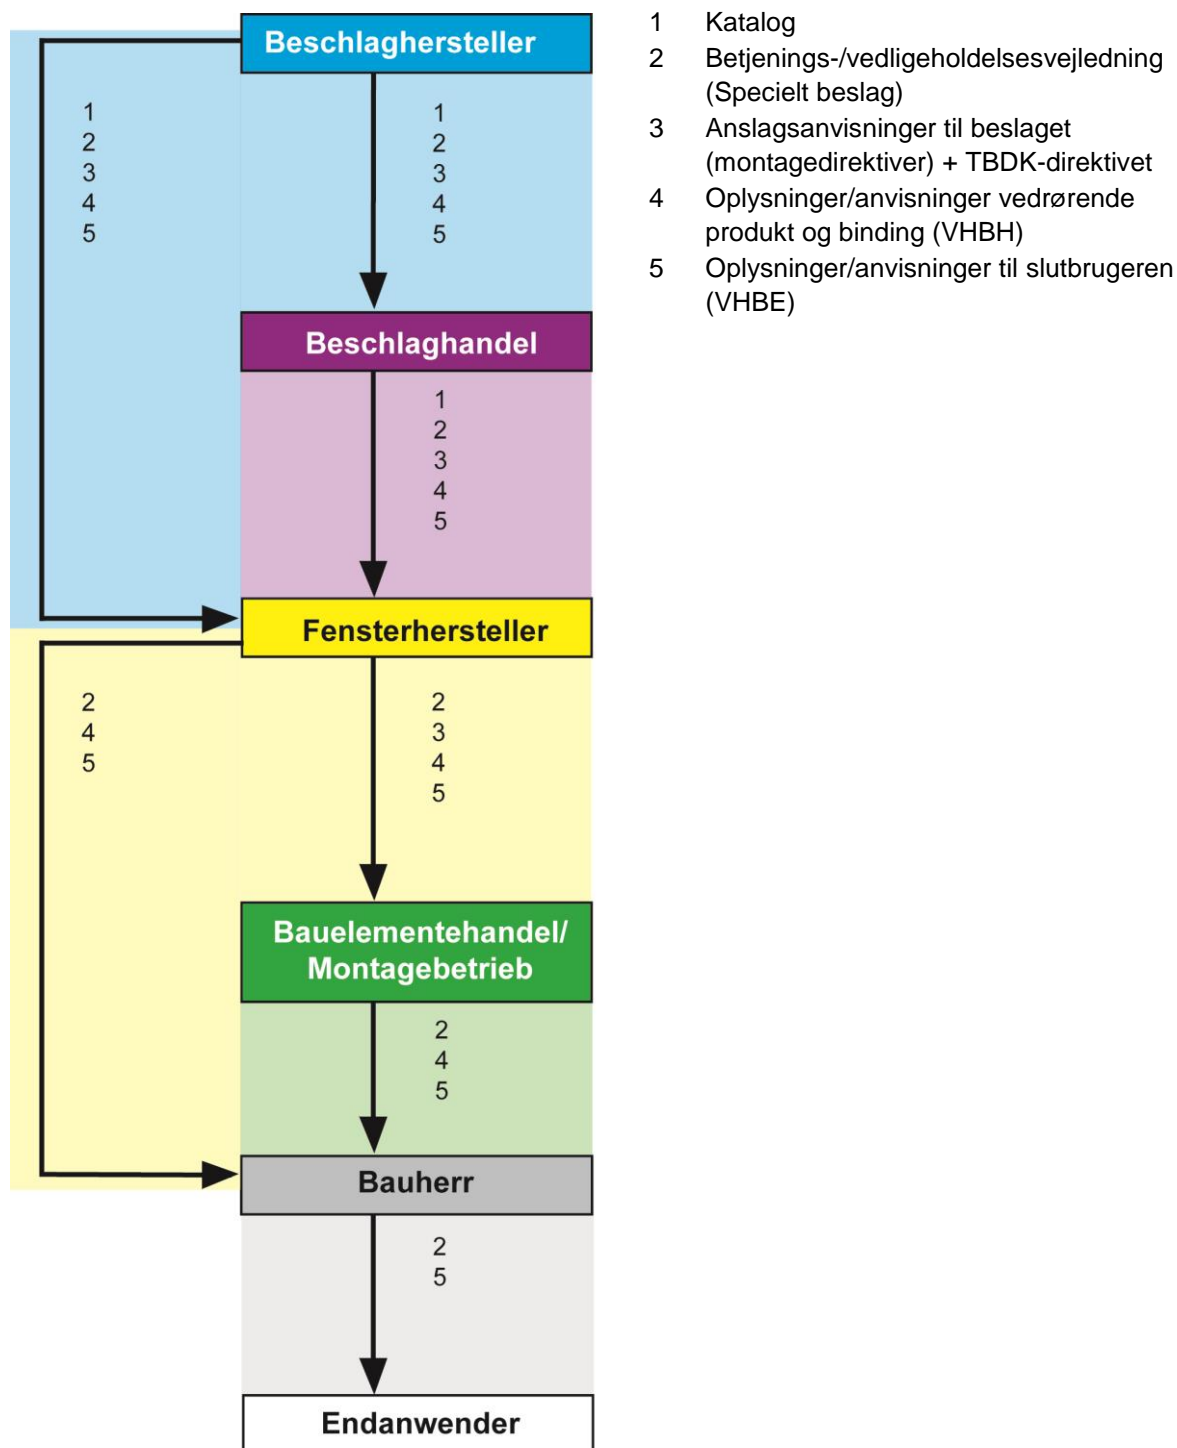 Beschlaghersteller
1
2
3
4
5
1
2
3
4
5
Beschlaghandel
1
2
3
4
5
Fensterhersteller
2
4
5
2
3
4
5
Bauelementehandel/
Montagebetrieb
2
4
5
Bauherr
2
5
Endanwender
1 Katalog
2 Betjenings-/vedligeholdelsesvejledning
(Specielt beslag)
3 Anslagsanvisninger til beslaget
(montagedirektiver) + TBDK-direktivet
4 Oplysninger/anvisninger vedrørende
produkt og binding (VHBH)
5 Oplysninger/anvisninger til slutbrugeren
(VHBE)